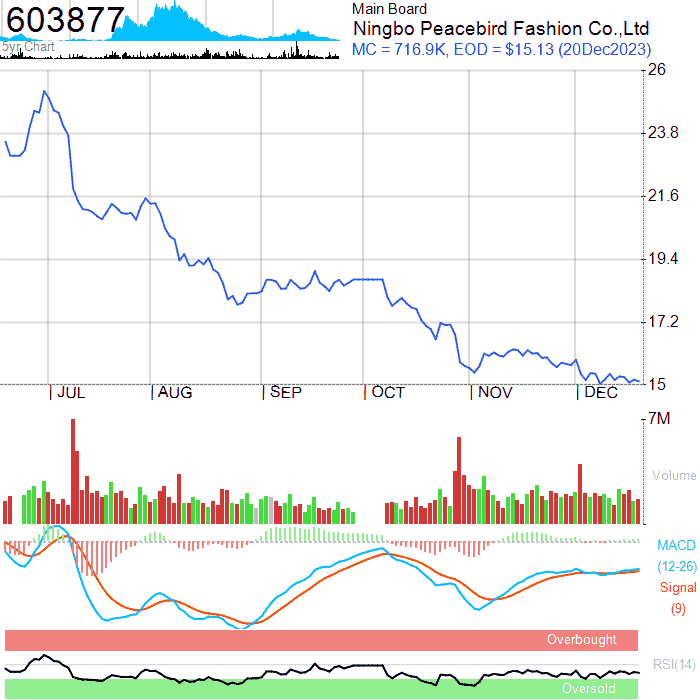 603877
5yr Chart
Main Board
Ningbo Peacebird Fashion Co.,Ltd
MC = 716.9K, EOD = $15.13 (20Dec2023)
26
23.8
21.6
19.4
17.2
15
JUL AUG SEP OCT NOV DEC
7M
Volume
MACD
(12-26)
Signal
(9)
Overbought
RSI(14)
Oversold